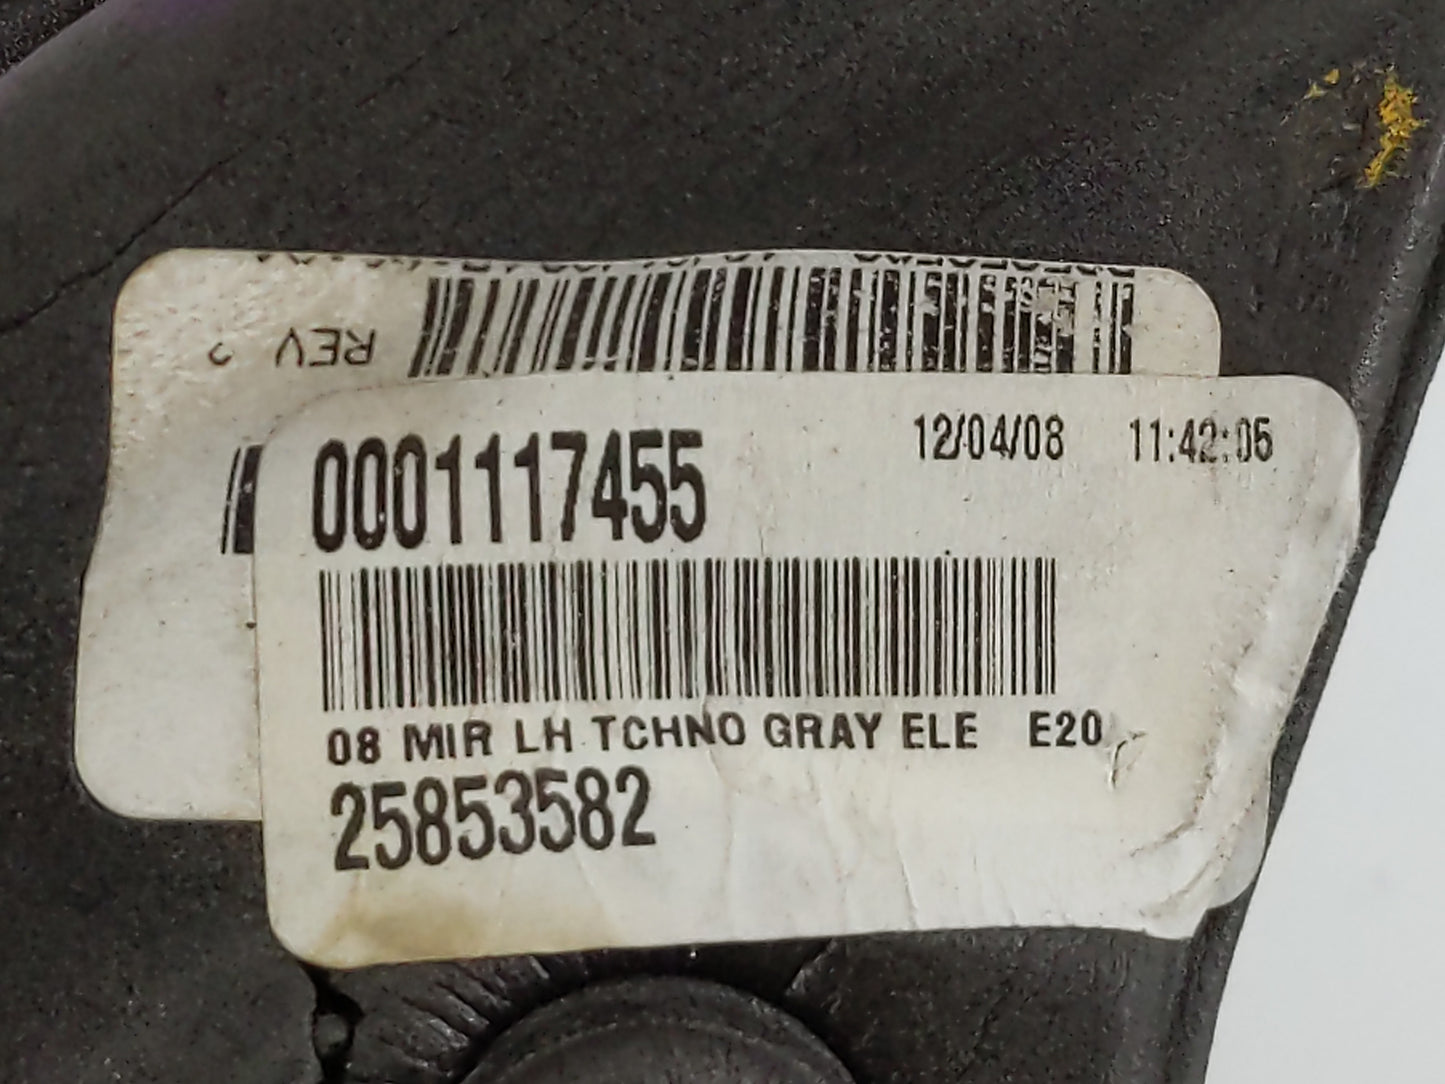 REV
0001117455 12/04/08 11:42:05
08 MIR LH TCHNO GRAY ELE E20
25853582